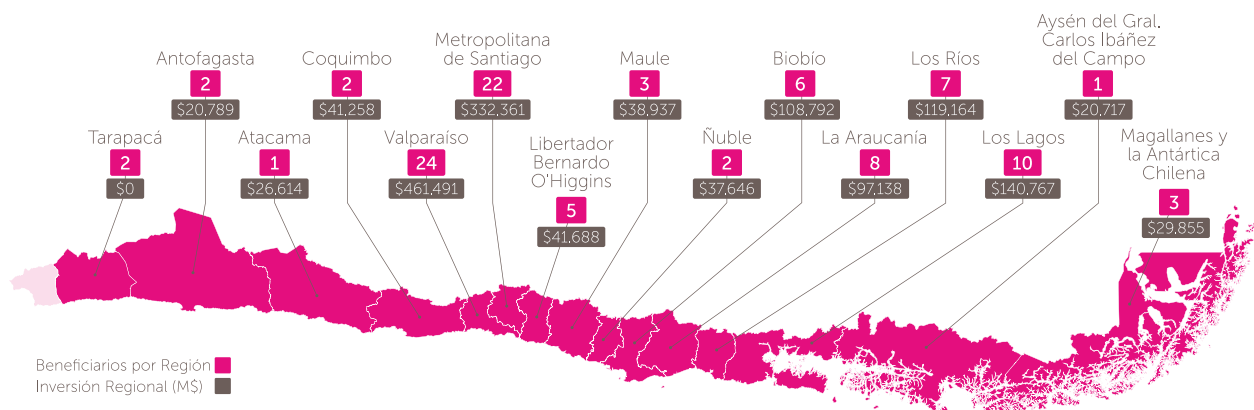 Antofagasta
2
$20,789
Coquimbo
2
$41,258
Metropolitana
de Santiago
22
$332,361
Maule
3
$38,937
Biobío
6
$108,792
Los Ríos
7
$119,164
Aysén del Gral.
Carlos Ibáñez
del Campo
1
$20,717
Tarapacá
2
$0
Atacama
1
$26,614
Valparaíso
24
$461,491
Libertador
Bernardo
O'Higgins
5
$41.688
Ñuble
2
$37,646
La Araucanía
8
$97,138
Los Lagos
10
$140,767
Magallanes y
la Antártica
Chilena
3
$29,855
Beneficiarios por Región
Inversión Regional (M$)